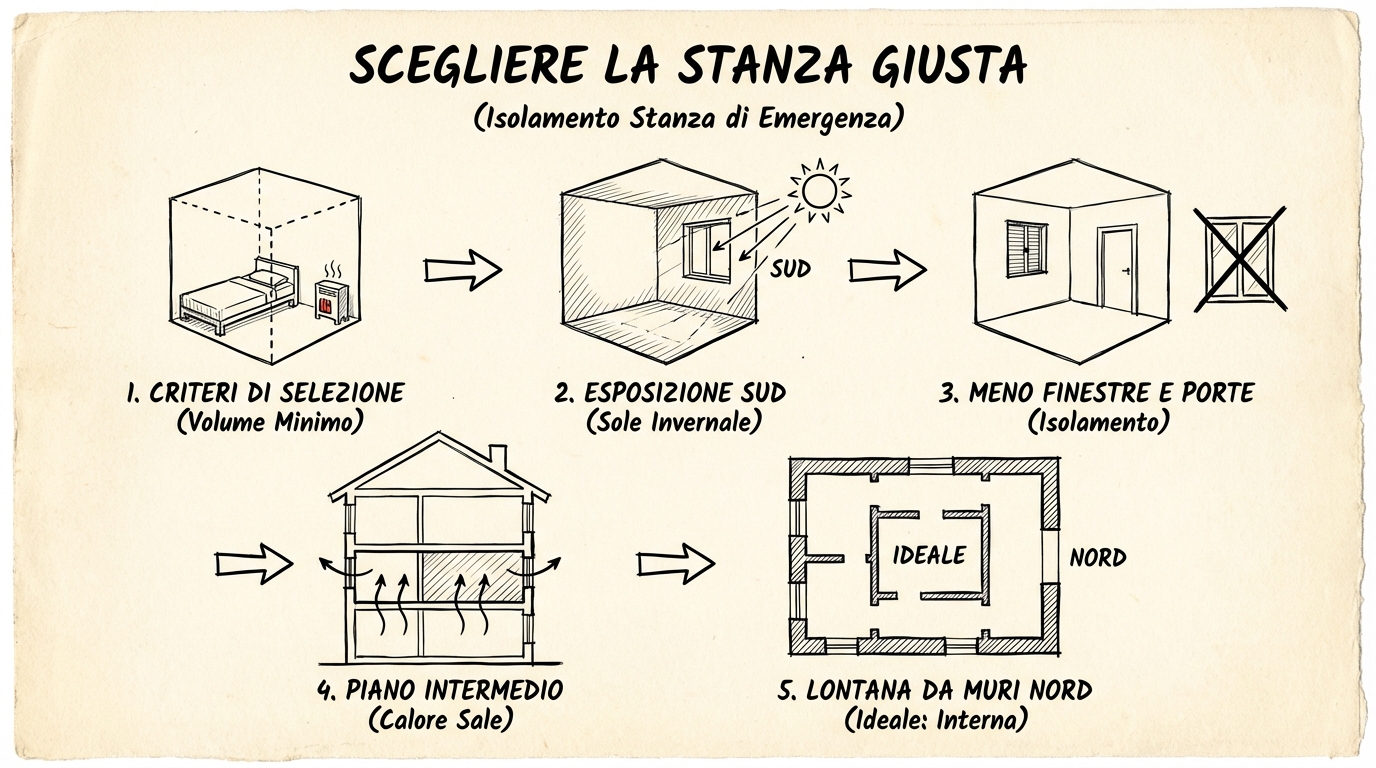 SCEGLIERE LA STANZA GIUSTA
(Isolamento Stanza di Emergenza)
SUD
1. CRITERI DI SELEZIONE
(Volume Minimo)
2. ESPOSIZIONE SUD
(Sole Invernale)
3. MENO FINESTRE E PORTE
(Isolamento)
IDEALE
NORD
4. PIANO INTERMEDIO
(Calore Sale)
5. LONTANA DA MURI NORD
(Ideale: Interna)